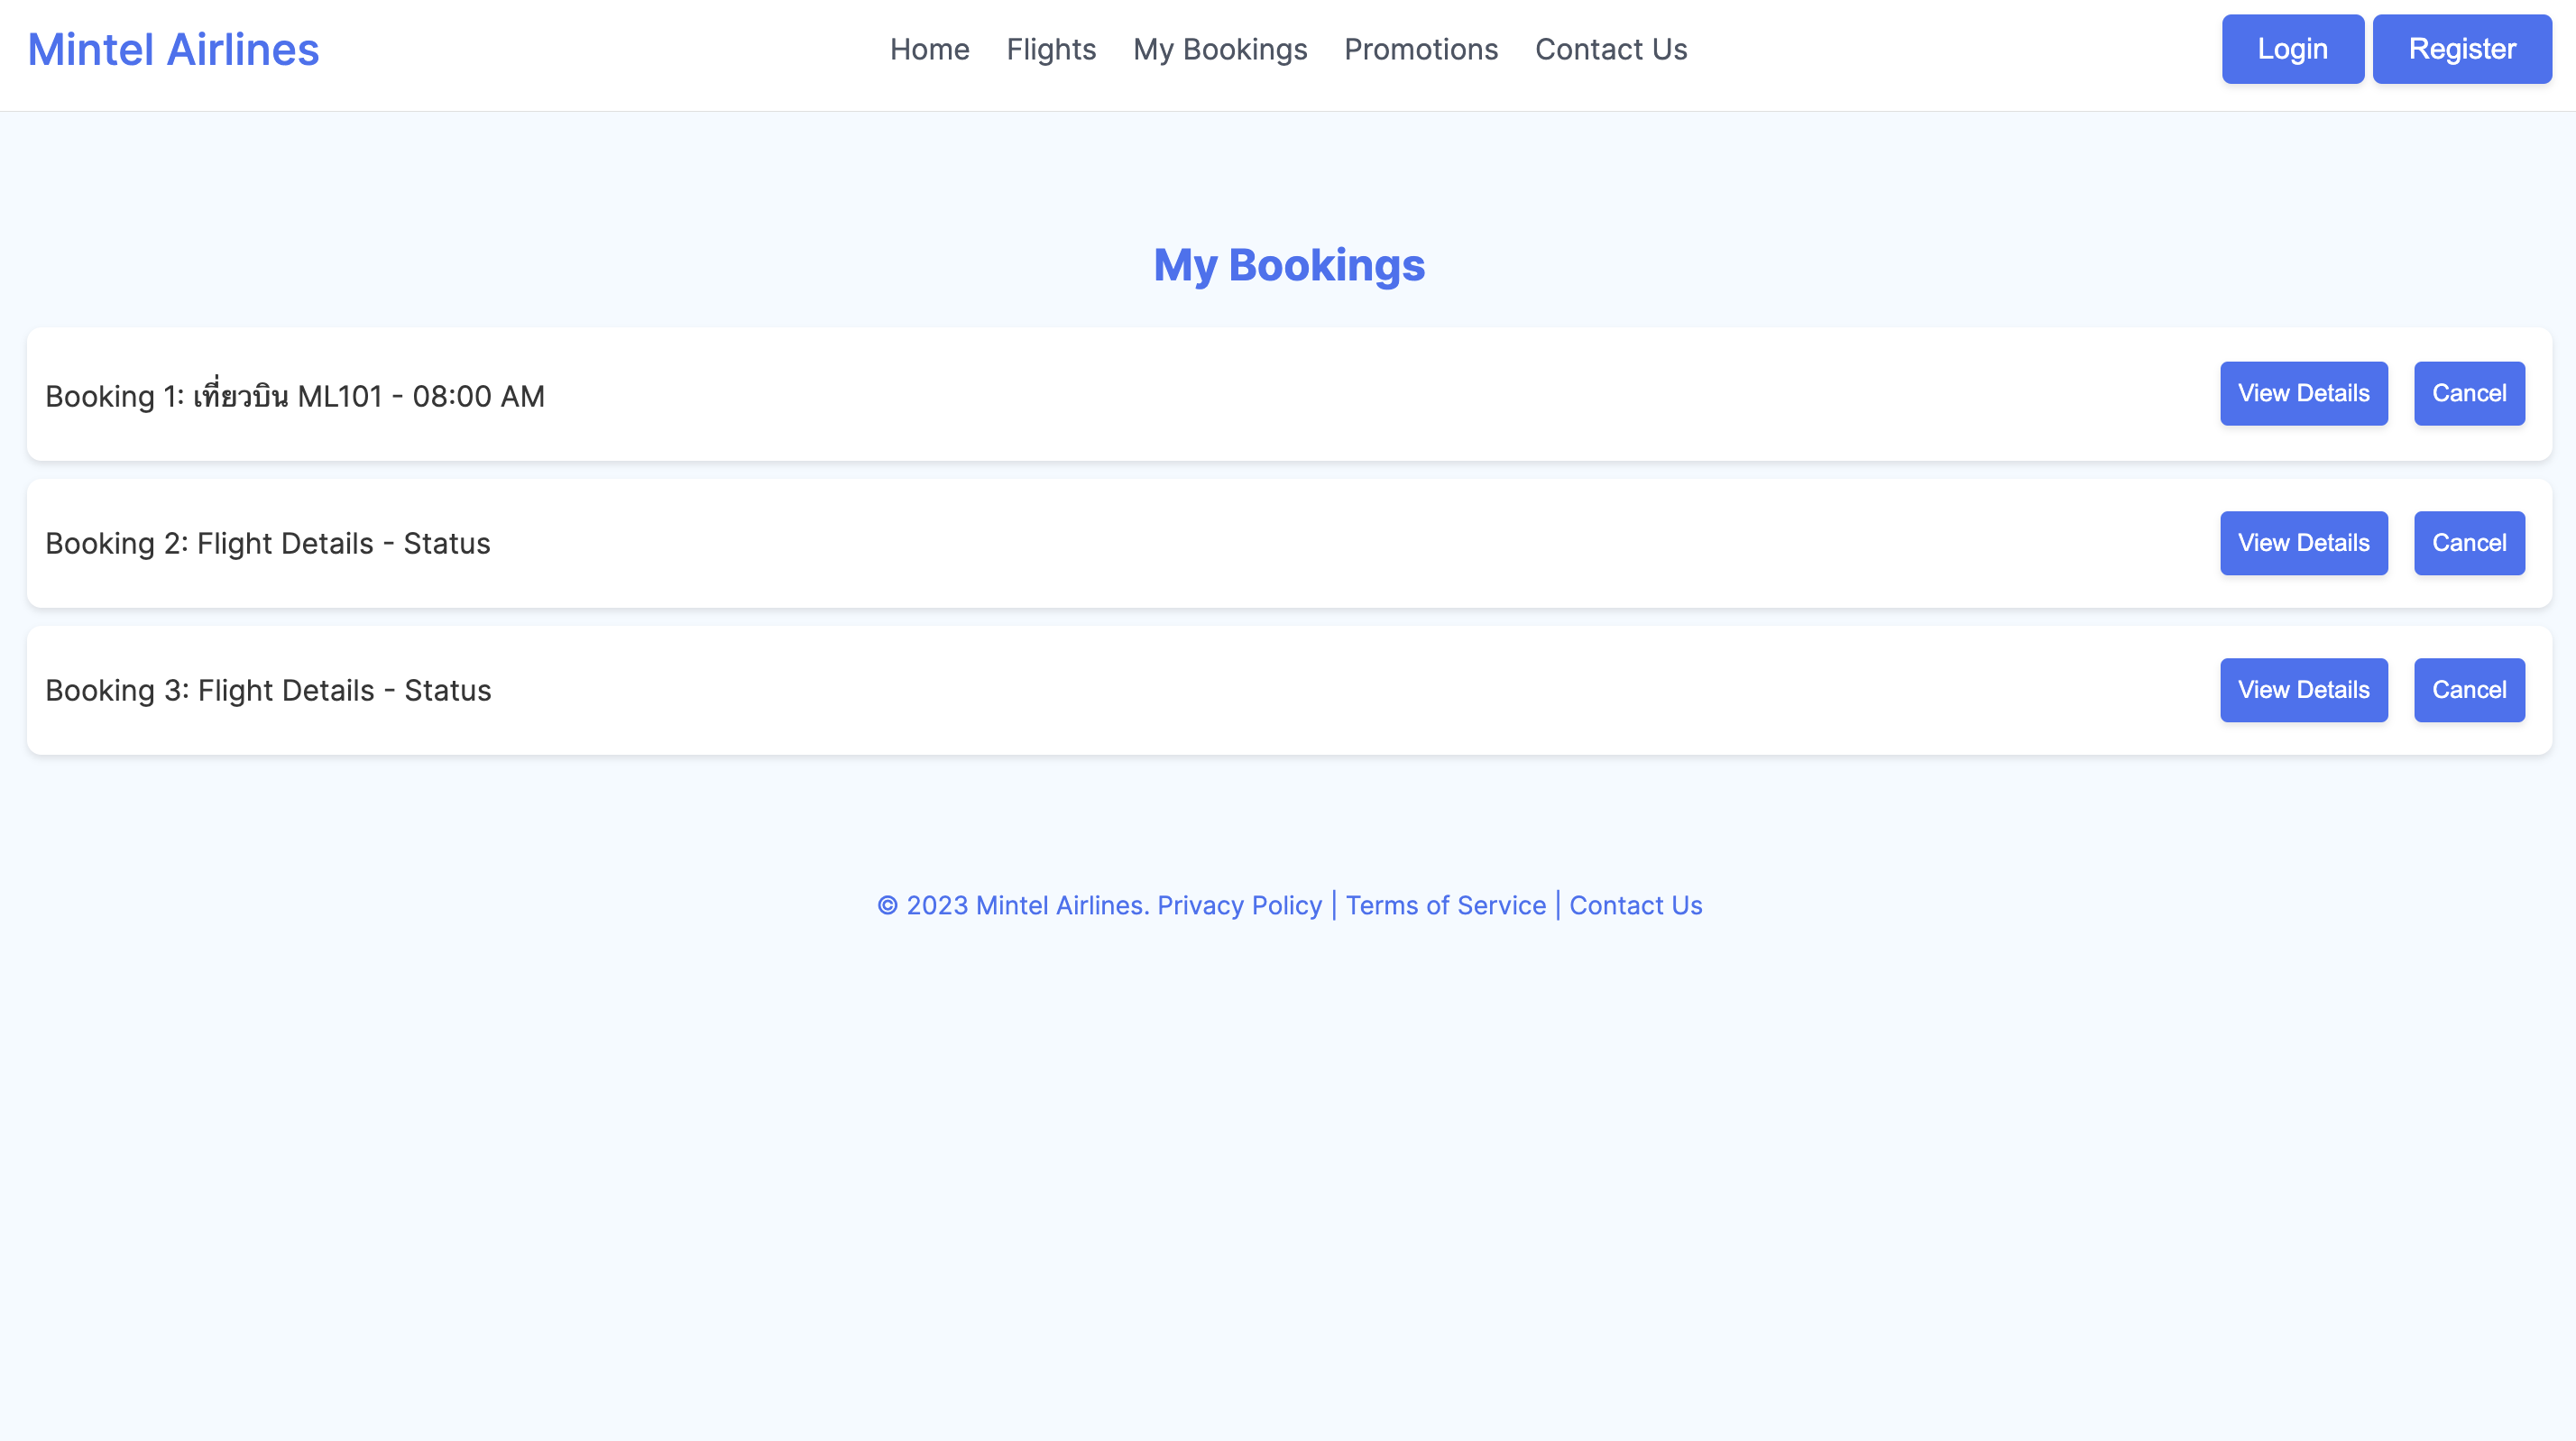 Mintel Airlines
Home Flights My Bookings Promotions Contact Us
Login Register
My Bookings
Booking 1: เที่ยวบิน ML101 - 08:00 AM View Details Cancel
Booking 2: Flight Details - Status View Details Cancel
Booking 3: Flight Details - Status View Details Cancel
© 2023 Mintel Airlines. Privacy Policy | Terms of Service | Contact Us